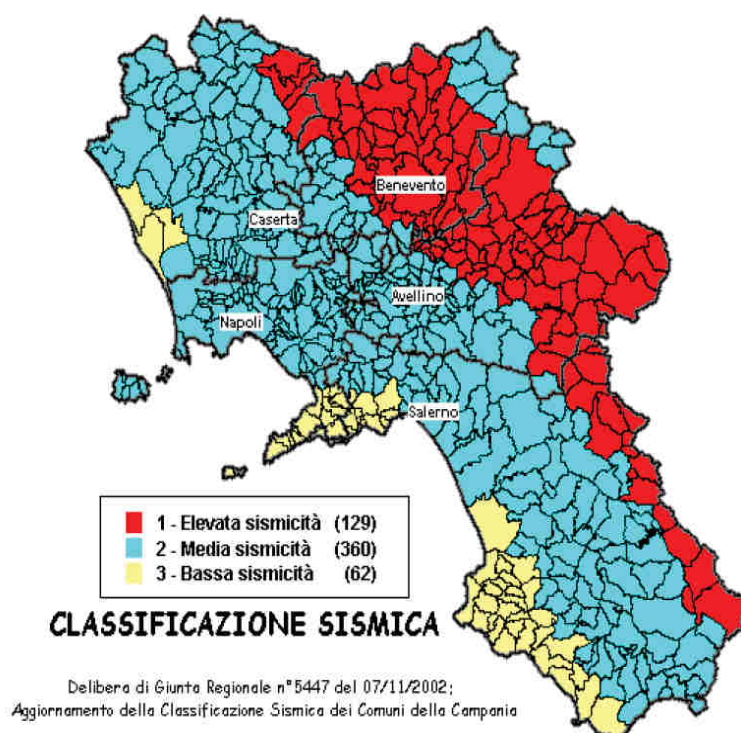 Benevento
Caserta
Avellino
Napoli
Salerno
1 - Elevata sismicità (129)
2 - Media sismicità (360)
3 - Bassa sismicità (62)
CLASSIFICAZIONE SISMICA
Delibera di Giunta Regionale n°5447 del 07/11/2002;
Aggiornamento della Classificazione Sismica dei Comuni della Campania